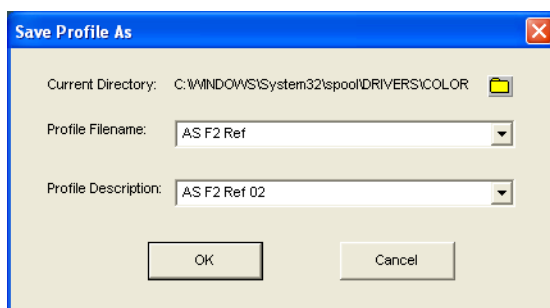 Save Profile As
Current Directory: C:\WINDOWS\System32\spool\DRIVERS\COLOR
Profile Filename: AS F2 Ref
Profile Description: AS F2 Ref 02
OK Cancel